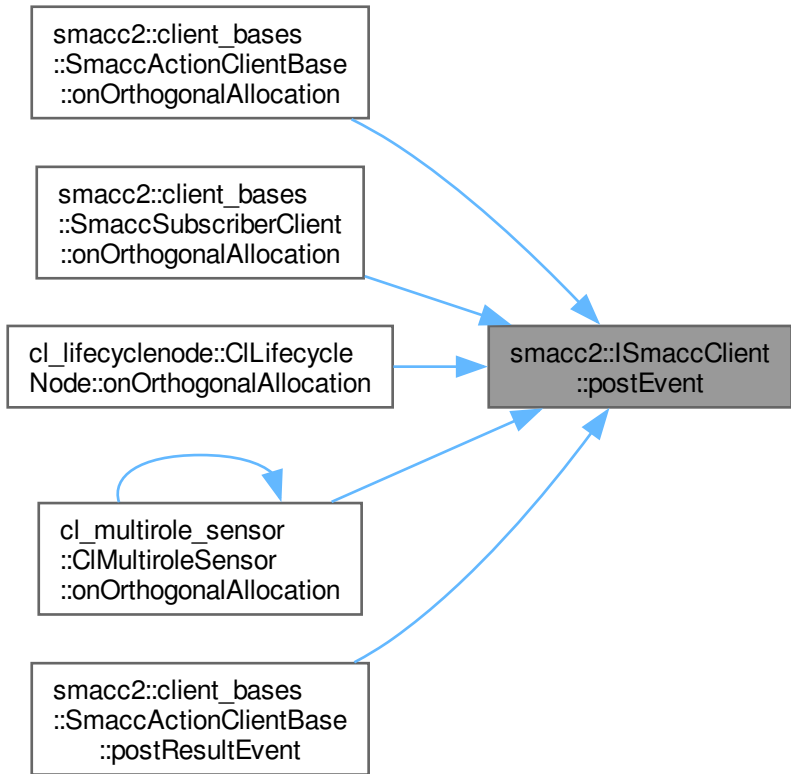 smacc2::client_bases
::SmaccActionClientBase
::onOrthogonalAllocation
smacc2::client_bases
::SmaccSubscriberClient
::onOrthogonalAllocation
cl_lifecyclenode::ClLifecycle
Node::onOrthogonalAllocation
smacc2::ISmaccClient
::postEvent
cl_multirole_sensor
::ClMultiroleSensor
::onOrthogonalAllocation
smacc2::client_bases
::SmaccActionClientBase
::postResultEvent